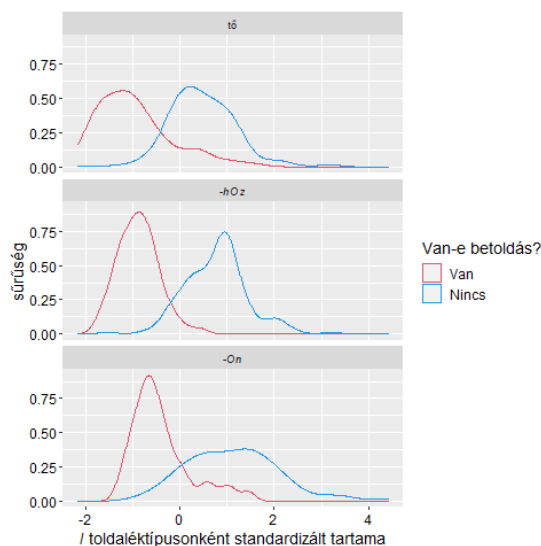 tő
0.75
0.50
0.25
0.00
-hOz
0.75
0.50
0.25
0.00
-On
0.75
0.50
0.25
0.00
-2 0 2 4
sűrűség
l toldaléktípusonként standardizált tartama
Van-e betoldás?
Van
Nincs